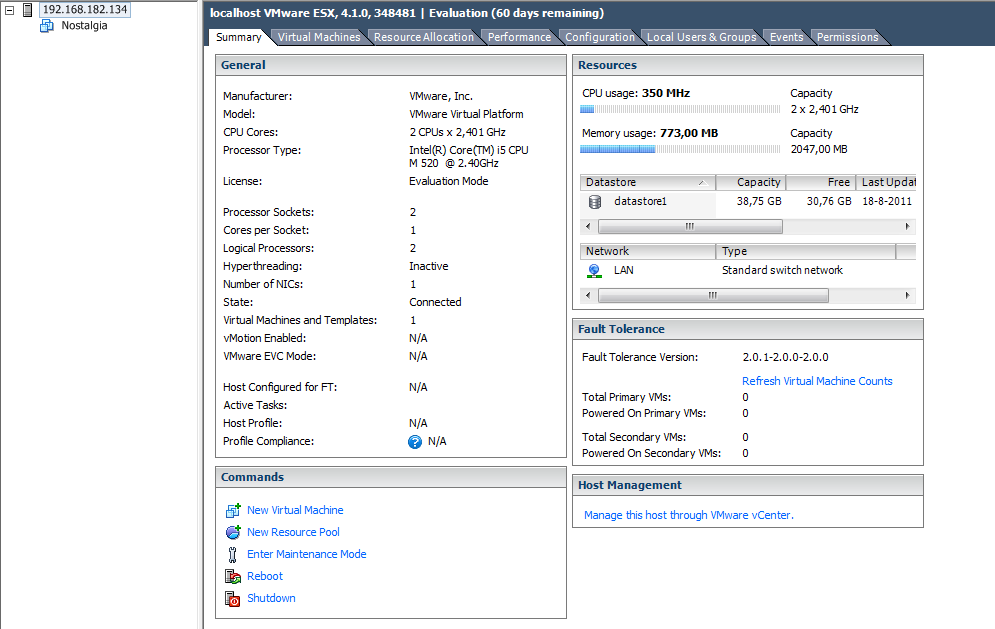 192.168.182.134
Nostalgia
localhost VMware ESX, 4.1.0, 348481 | Evaluation (60 days remaining)
Summary Virtual Machines Resource Allocation Performance Configuration Local Users & Groups Events Permissions
General
Manufacturer: VMware, Inc.
Model: VMware Virtual Platform
CPU Cores: 2 CPUs x 2,401 GHz
Processor Type: Intel(R) Core(TM) i5 CPU
M 520 @ 2.40GHz
License: Evaluation Mode
Processor Sockets: 2
Cores per Socket: 1
Logical Processors: 2
Hyperthreading: Inactive
Number of NICs: 1
State: Connected
Virtual Machines and Templates: 1
vMotion Enabled: N/A
VMware EVC Mode: N/A
Host Configured for FT: N/A
Active Tasks:
Host Profile: N/A
Profile Compliance: ? N/A
Commands
New Virtual Machine
New Resource Pool
Enter Maintenance Mode
Reboot
Shutdown
Resources
CPU usage: 350 MHz Capacity
2 x 2,401 GHz
Memory usage: 773,00 MB Capacity
2047,00 MB
Datastore Capacity Free Last Updat
datastore1 38,75 GB 30,76 GB 18-8-2011
Network Type
LAN Standard switch network
Fault Tolerance
Fault Tolerance Version: 2.0.1-2.0.0-2.0.0
Refresh Virtual Machine Counts
Total Primary VMs: 0
Powered On Primary VMs: 0
Total Secondary VMs: 0
Powered On Secondary VMs: 0
Host Management
Manage this host through VMware vCenter.